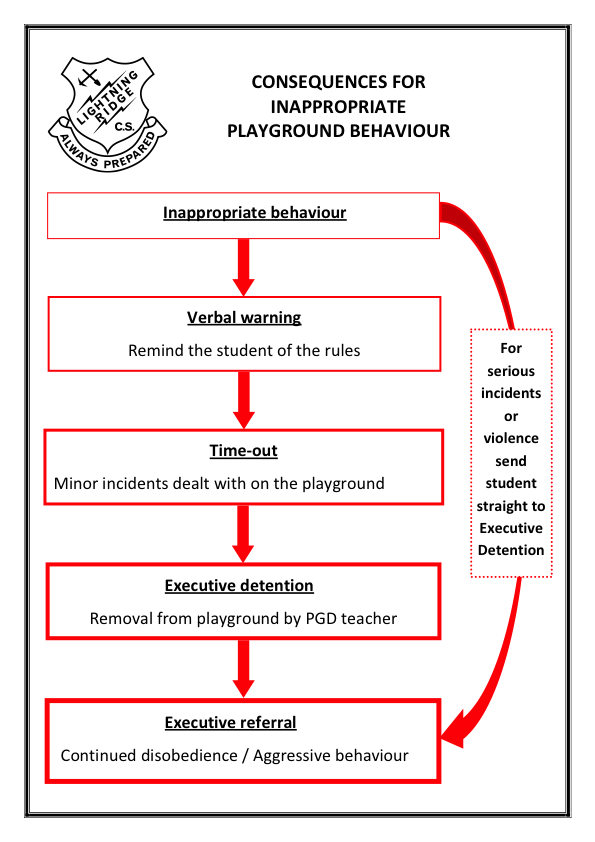 LIGHTNING
RIDGE
C.S.
ALWAYS PREPARED
CONSEQUENCES FOR
INAPPROPRIATE
PLAYGROUND BEHAVIOUR
Inappropriate behaviour
Verbal warning
Remind the student of the rules
Time-out
Minor incidents dealt with on the playground
Executive detention
Removal from playground by PGD teacher
Executive referral
Continued disobedience / Aggressive behaviour
For
serious
incidents
or
violence
send
student
straight to
Executive
Detention